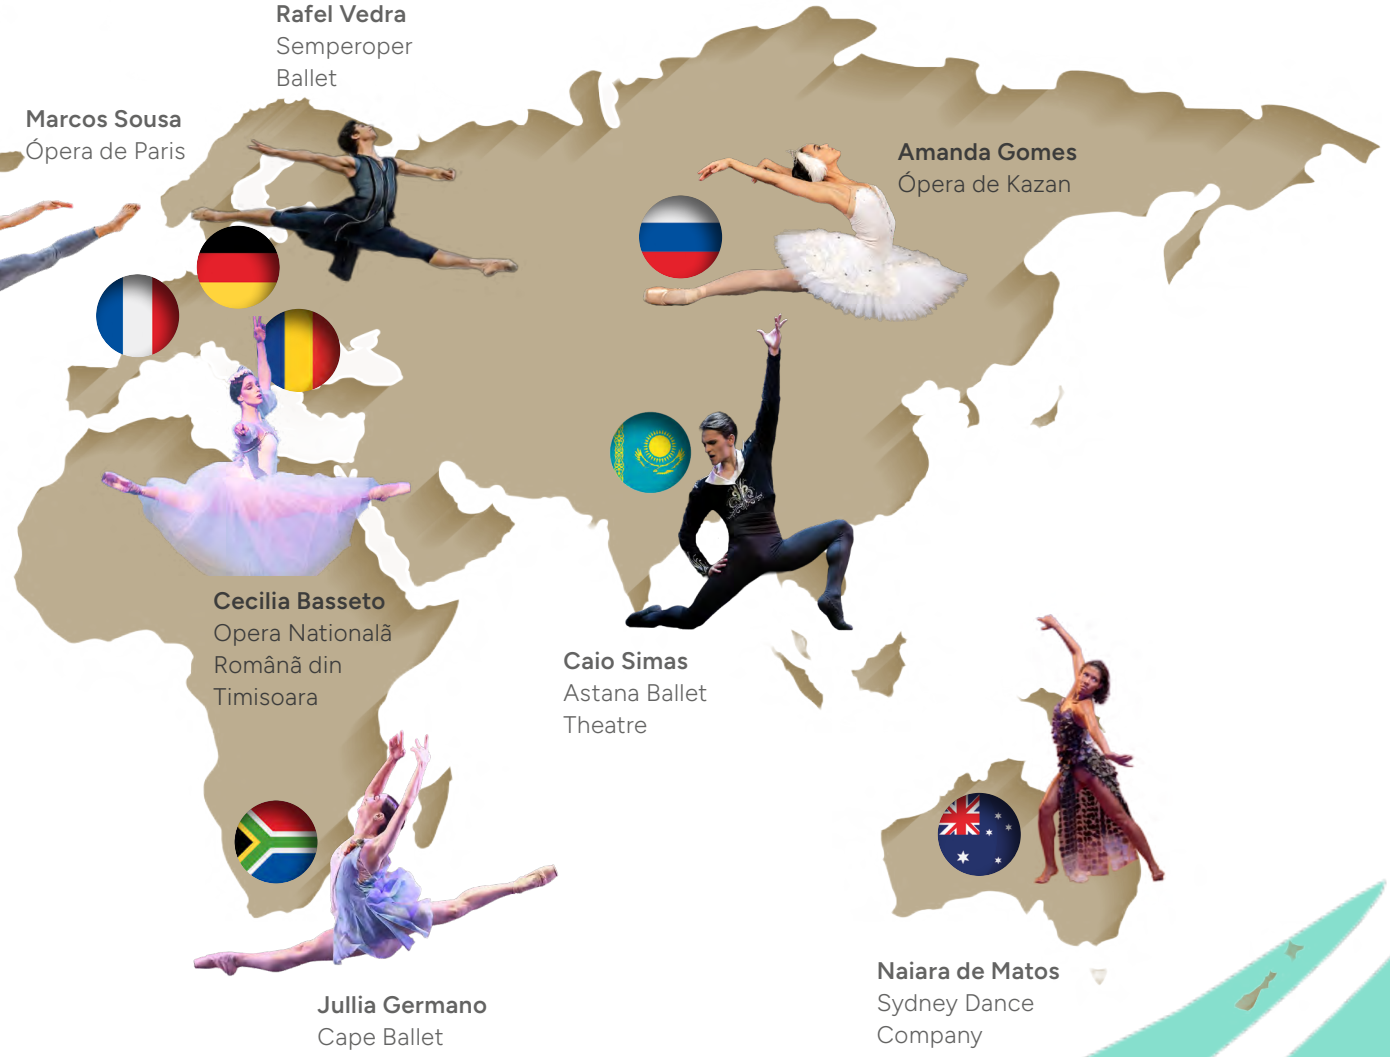 Rafel Vedra
Semperoper
Ballet
Marcos Sousa
Ópera de Paris
Amanda Gomes
Ópera de Kazan
Cecilia Basseto
Opera Nationalã
Românã din
Timisoara
Caio Simas
Astana Ballet
Theatre
Naiara de Matos
Sydney Dance
Company
Jullia Germano
Cape Ballet